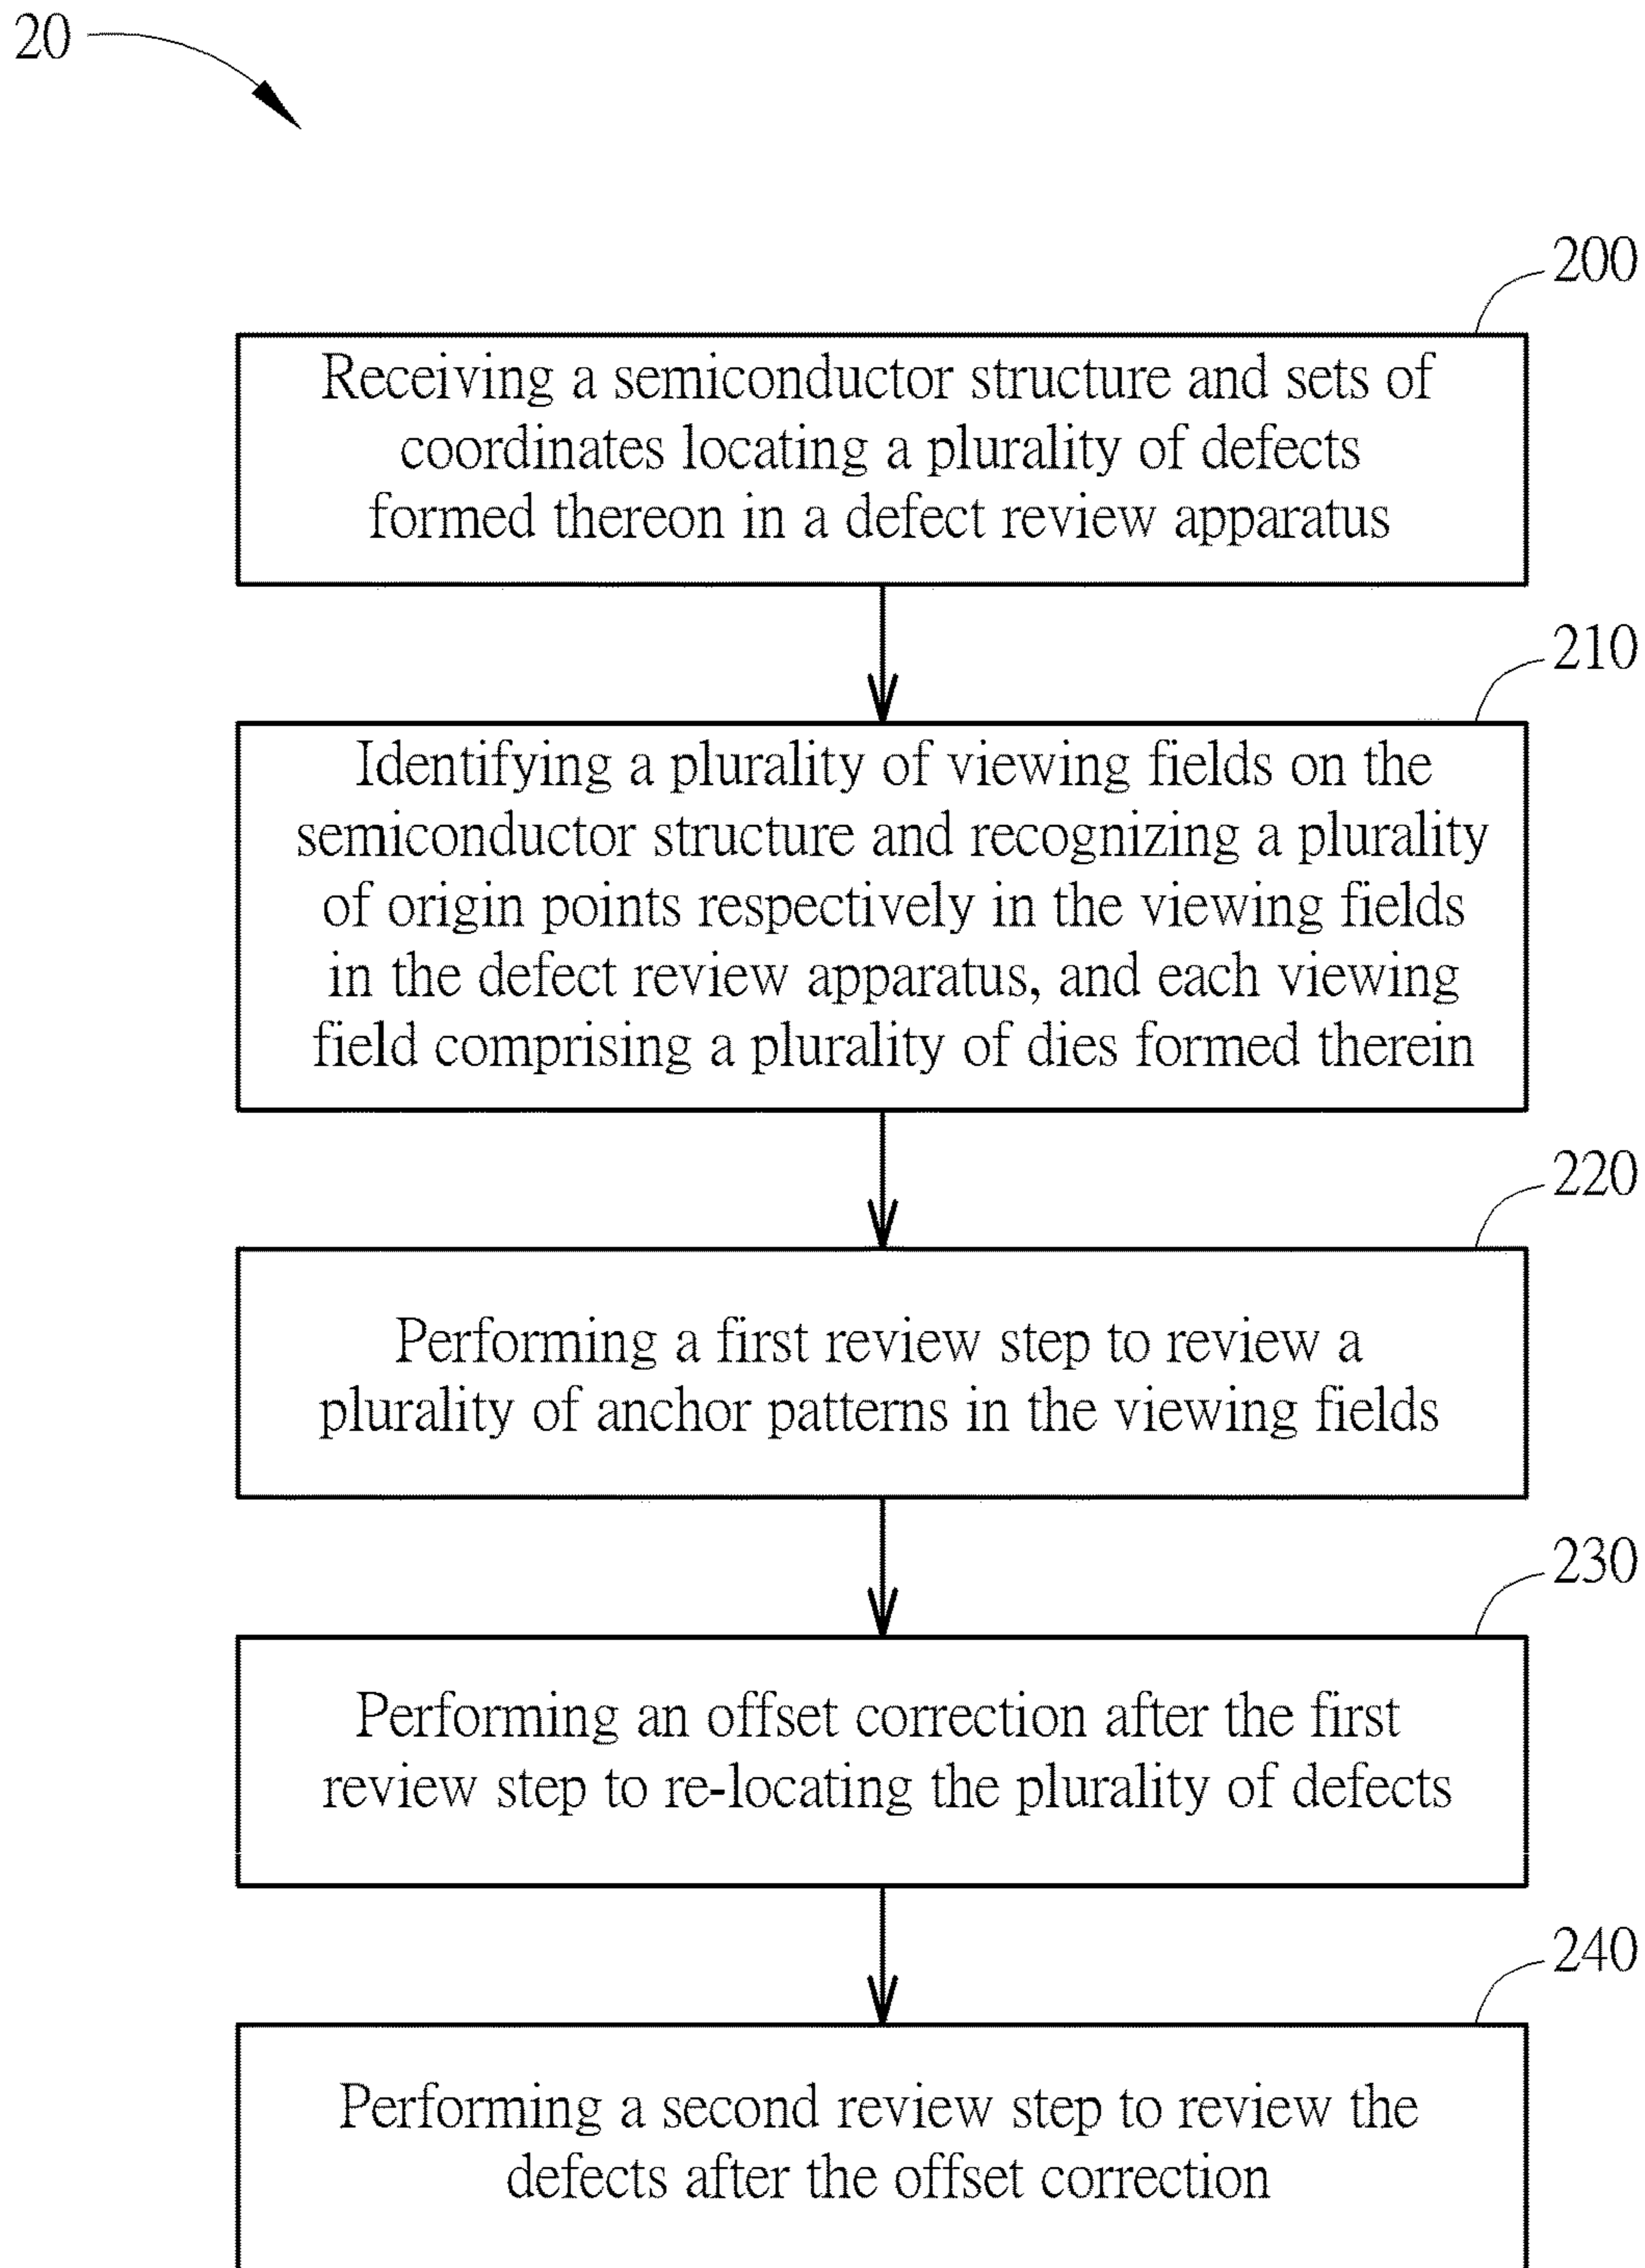 20
200
Receiving a semiconductor structure and sets of
coordinates locating a plurality of defects
formed thereon in a defect review apparatus
210
Identifying a plurality of viewing fields on the
semiconductor structure and recognizing a plurality
of origin points respectively in the viewing fields
in the defect review apparatus, and each viewing
field comprising a plurality of dies formed therein
220
Performing a first review step to review a
plurality of anchor patterns in the viewing fields
230
Performing an offset correction after the first
review step to re-locating the plurality of defects
240
Performing a second review step to review the
defects after the offset correction